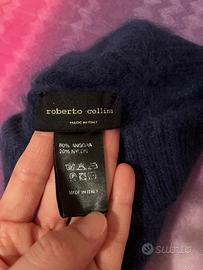 roberto collina
MADE IN ITALY
80% ANGORA
20% NYLON
MADE IN ITALY
SUBITO